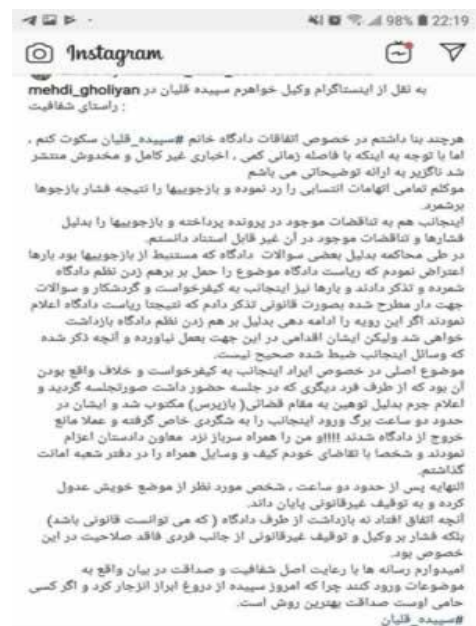 98% 22:19
Instagram
mehdi_gholiyan به نقل از اینستاگرام وکیل خواهرم سپیده قلیان در
راستای شفافیت :
هرچند بنا داشتم در خصوص اتفاقات دادگاه خانم #سپیده_قلیان سکوت کنم ،
اما با توجه به اینکه با فاصله زمانی کمی ، اخباری غیر کامل و مخدوش منتشر
شد ناگزیر به ارائه توضیحاتی می باشم
موکلم تمامی اتهامات انتسابی را رد نموده و بازجوییها را نتیجه فشار بازجوها
برشمرد.
اینجانب هم به تناقضات موجود در پرونده پرداخته و بازجوییها را بدلیل
فشارها و تناقضات موجود در آن غیر قابل استناد دانستم.
در طی محاکمه بدلیل بعضی سوالات دادگاه که مستنبط از بازجوییها بود بارها
اعتراض نمودم که ریاست دادگاه موضوع را حمل بر برهم زدن نظم دادگاه
شمرده و تذکر دادند و بارها نیز اینجانب به کیفرخواست و گردشکار و سوالات
جهت دار مطرح شده بصورت قانونی تذکر دادم که نتیجتا ریاست دادگاه اعلام
نمودند اگر این رویه را ادامه دهی بدلیل بر هم زدن نظم دادگاه بازداشت
خواهی شد ولیکن ایشان اقدامی در این جهت بعمل نیاورده و آنچه ذکر شده
که وسائل اینجانب ضبط شده صحیح نیست.
موضوع اصلی در خصوص ایراد اینجانب به کیفرخواست و خلاف واقع بودن
آن بود که از طرف فرد دیگری که در جلسه حضور داشت صورتجلسه گردید و
اعلام جرم بدلیل توهین به مقام قضائی( بازپرس) مکتوب شد و ایشان در
حدود دو ساعت برگ ورود اینجانب را به شگردی خاص گرفته و عملا مانع
خروج از دادگاه شدند !!!!و من را همراه سرباز نزد معاون دادستان اعزام
نمودند و شخصا با تقاضای خودم کیف و وسایل همراه را در دفتر شعبه امانت
گذاشتم.
النهایه پس از حدود دو ساعت ، شخص مورد نظر از موضع خویش عدول
کرده و به توقیف غیرقانونی پایان داند.
آنچه اتفاق افتاد نه بازداشت از طرف دادگاه ( که می توانست قانونی باشد)
بلکه فشار بر وکیل و توقیف غیرقانونی از جانب فردی فاقد صلاحیت در این
خصوص بود.
امیدوارم رسانه ها با رعایت اصل شفافیت و صداقت در بیان واقع به
موضوعات ورود کنند چرا که امروز سپیده از دروغ ابراز انزجار کرد و اگر کسی
حامی اوست صداقت بهترین روش است.
#سپیده_قلیان